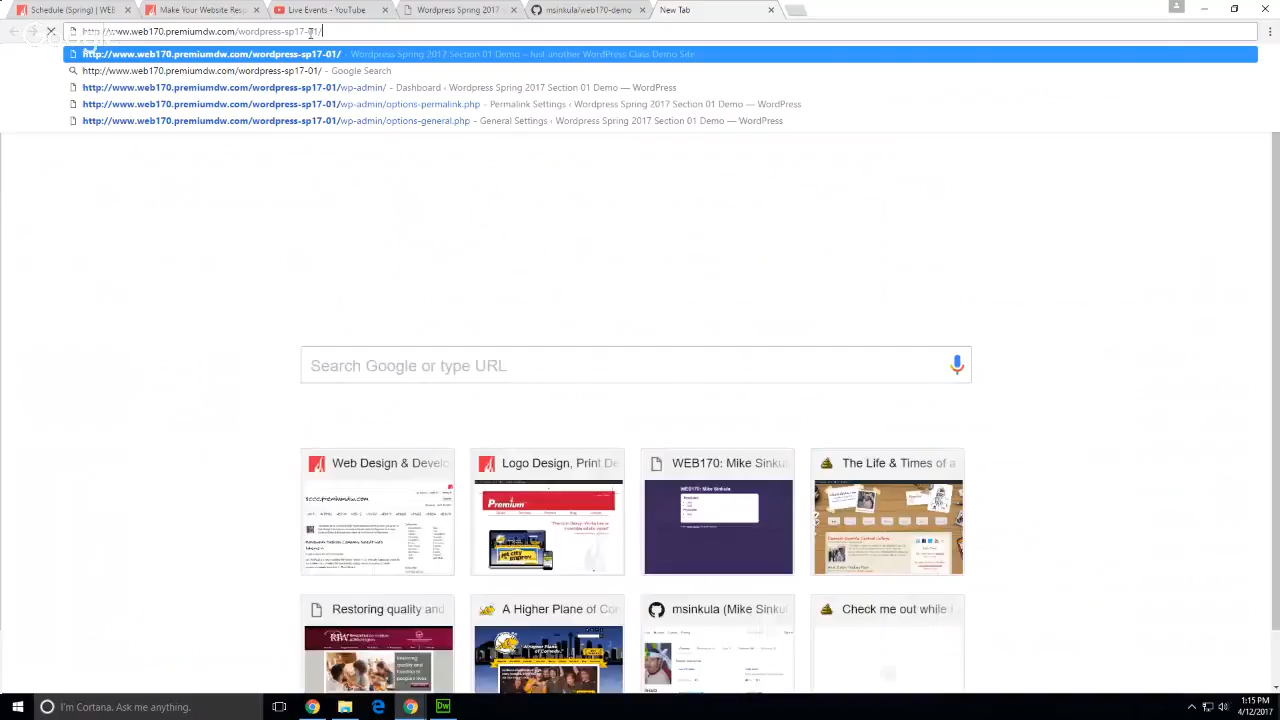 Schedule (Spring) | WEB
Make Your Website Resp
Live Events - YouTube
Wordpress Spring 2017
msinkula/web170-demo
New Tab
http://www.web170.premiumdw.com/wordpress-sp17-01/
http://www.web170.premiumdw.com/wordpress-sp17-01/ - Wordpress Spring 2017 Section 01 Demo – Just another WordPress Class Demo Site
http://www.web170.premiumdw.com/wordpress-sp17-01/ - Google Search
http://www.web170.premiumdw.com/wordpress-sp17-01/wp-admin/ - Dashboard ‹ Wordpress Spring 2017 Section 01 Demo — WordPress
http://www.web170.premiumdw.com/wordpress-sp17-01/wp-admin/options-permalink.php - Permalink Settings ‹ Wordpress Spring 2017 Section 01 Demo — WordPress
http://www.web170.premiumdw.com/wordpress-sp17-01/wp-admin/options-general.php - General Settings ‹ Wordpress Spring 2017 Section 01 Demo — WordPress
Search Google or type URL
Web Design & Develo
Logo Design, Print De
WEB170: Mike Sinku
The Life & Times of a
sccc.premiumdw.com
Premium
WEB170: Mike Sinkula
Restoring quality and
A Higher Plane of Co
msinkula (Mike Sinku
Check me out while
I'm Cortana. Ask me anything.
Dw
1:15 PM
4/12/2017